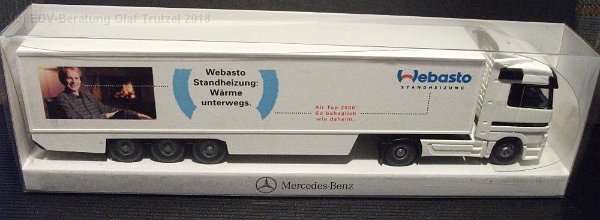 (c) EDV-Beratung Olaf Trutzel 2018
Webasto
Standheizung:
Wärme
unterwegs.
Webasto
STANDHEIZUNG
Air Top 2000
So behaglich
wie daheim.
Mercedes-Benz